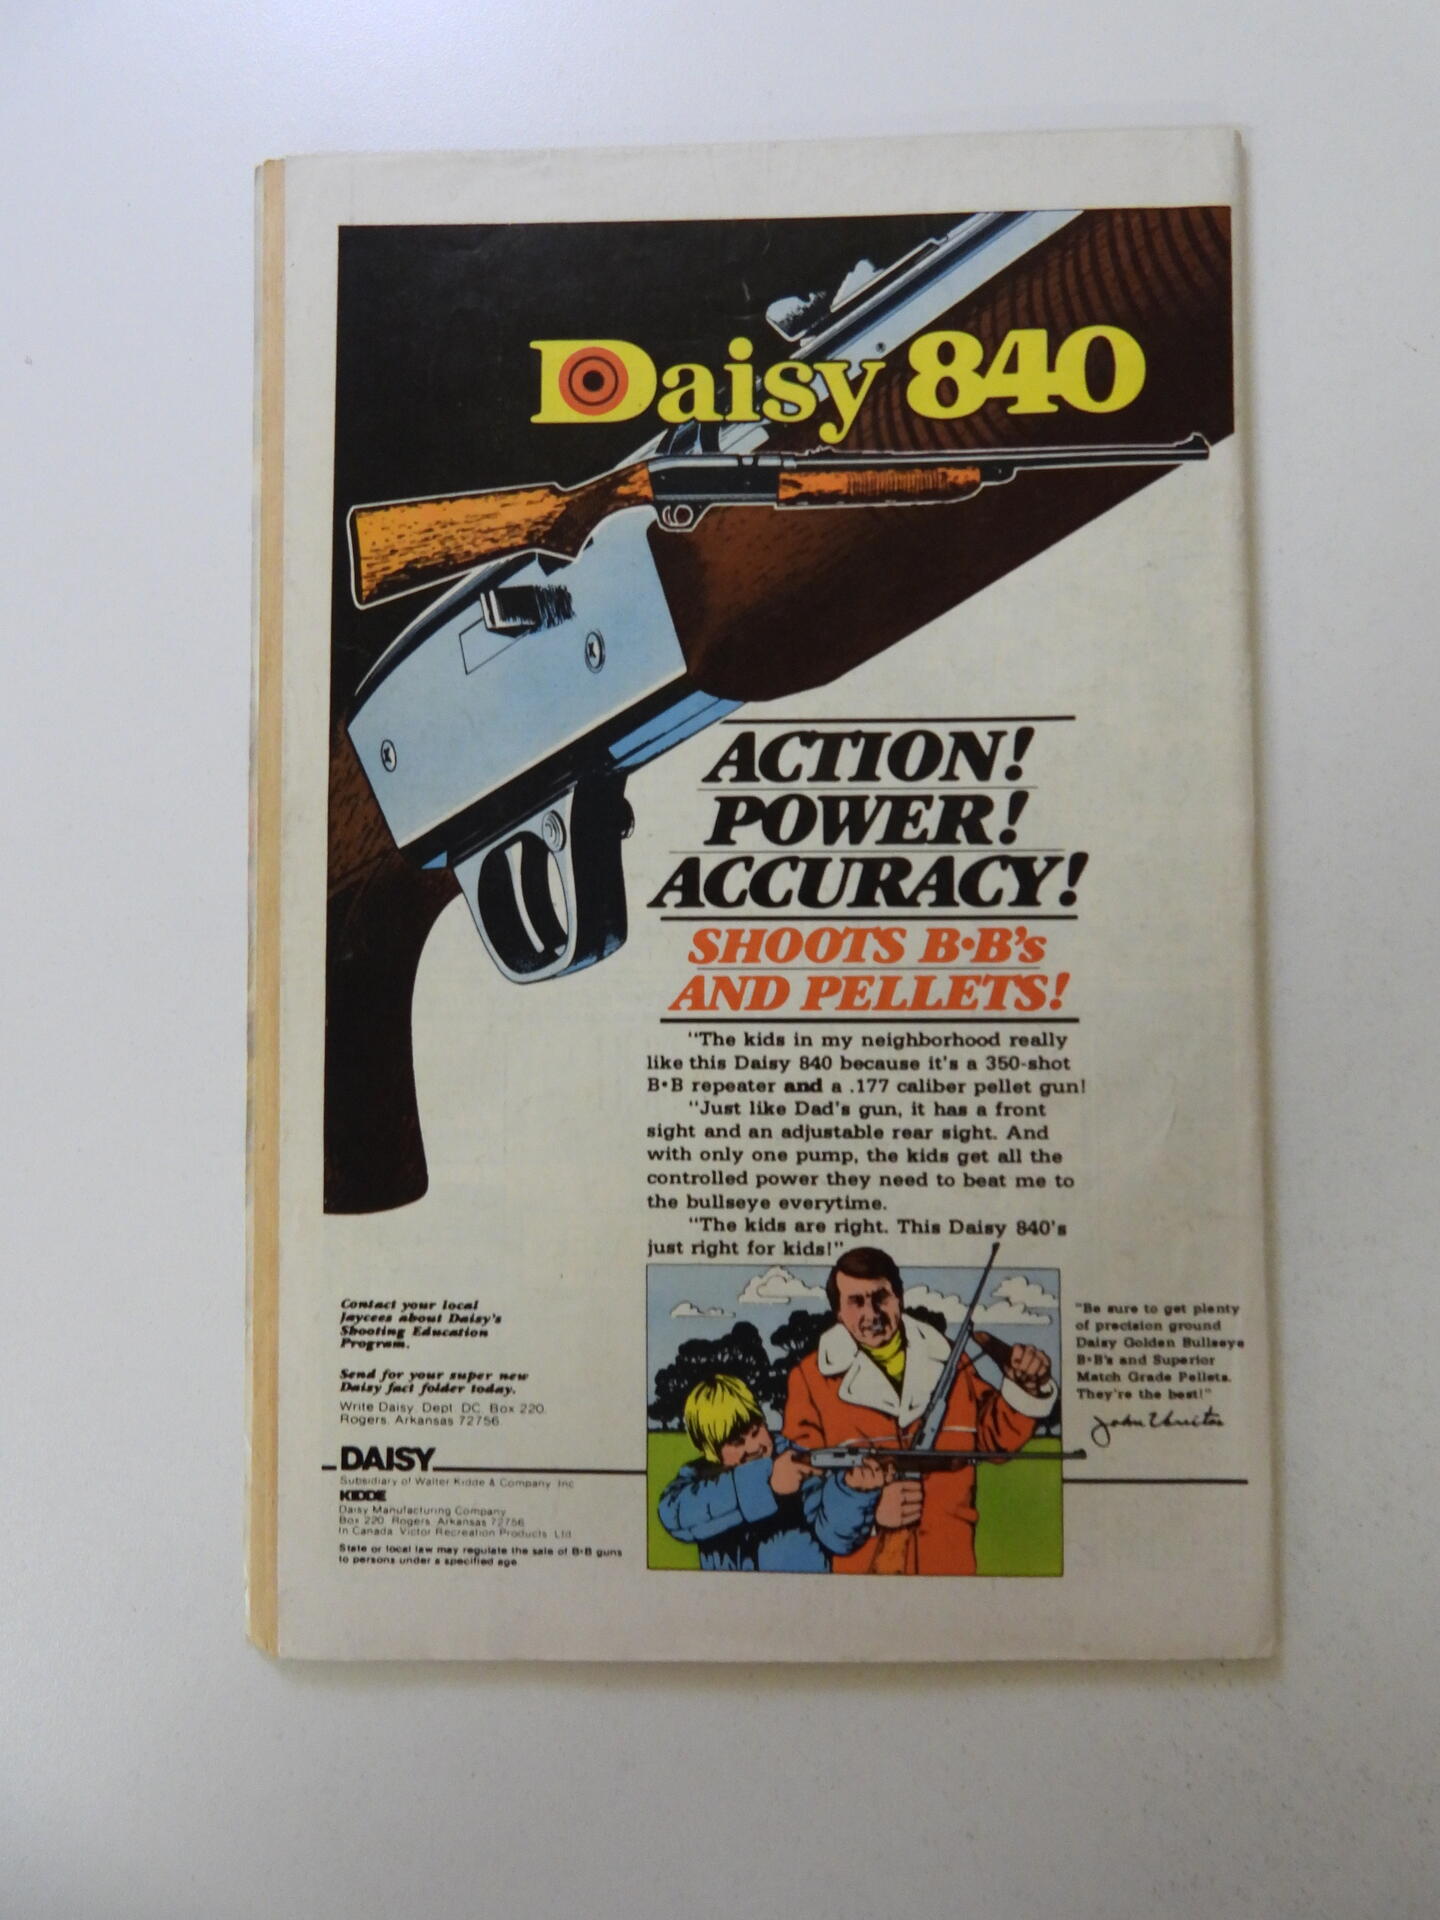 Daisy 840
ACTION!
POWER!
ACCURACY!
SHOOTS B•B's
AND PELLETS!
"The kids in my neighborhood really
like this Daisy 840 because it's a 350-shot
B•B repeater and a .177 caliber pellet gun!
"Just like Dad's gun, it has a front
sight and an adjustable rear sight. And
with only one pump, the kids get all the
controlled power they need to beat me to
the bullseye everytime.
"The kids are right. This Daisy 840's
just right for kids!"
"Be sure to get plenty
of precision ground
Daisy Golden Bullseye
B•B's and Superior
Match Grade Pellets.
They're the best!"
Contact your local
Jaycees about Daisy's
Shooting Education
Program.
Send for your super new
Daisy fact folder today.
Write Daisy, Dept. DC, Box 220,
Rogers, Arkansas 72756.
DAISY
Subsidiary of Walter Kidde & Company, Inc.
KIDDE
Daisy Manufacturing Company
Box 220, Rogers, Arkansas 72756
In Canada: Victor Recreation Products, Ltd.
State or local law may regulate the sale of B•B guns
to persons under a specified age.